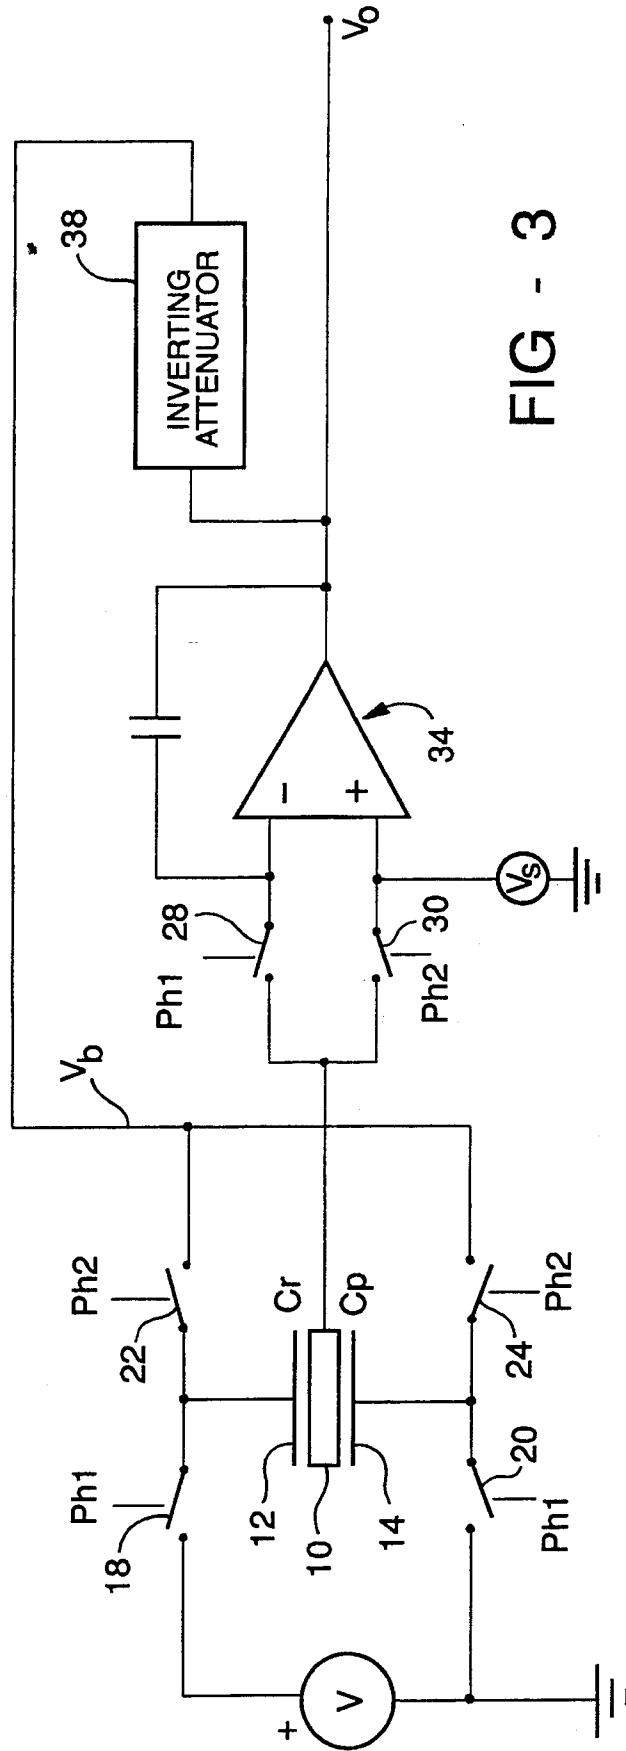 Vb
38
INVERTING
ATTENUATOR
Vo
Ph1
18
Ph2
22
Ph1
28
-
+
34
12
10
14
Cr
Cp
+
V
Ph1
20
24
Ph2
Ph2
30
Vs
FIG - 3